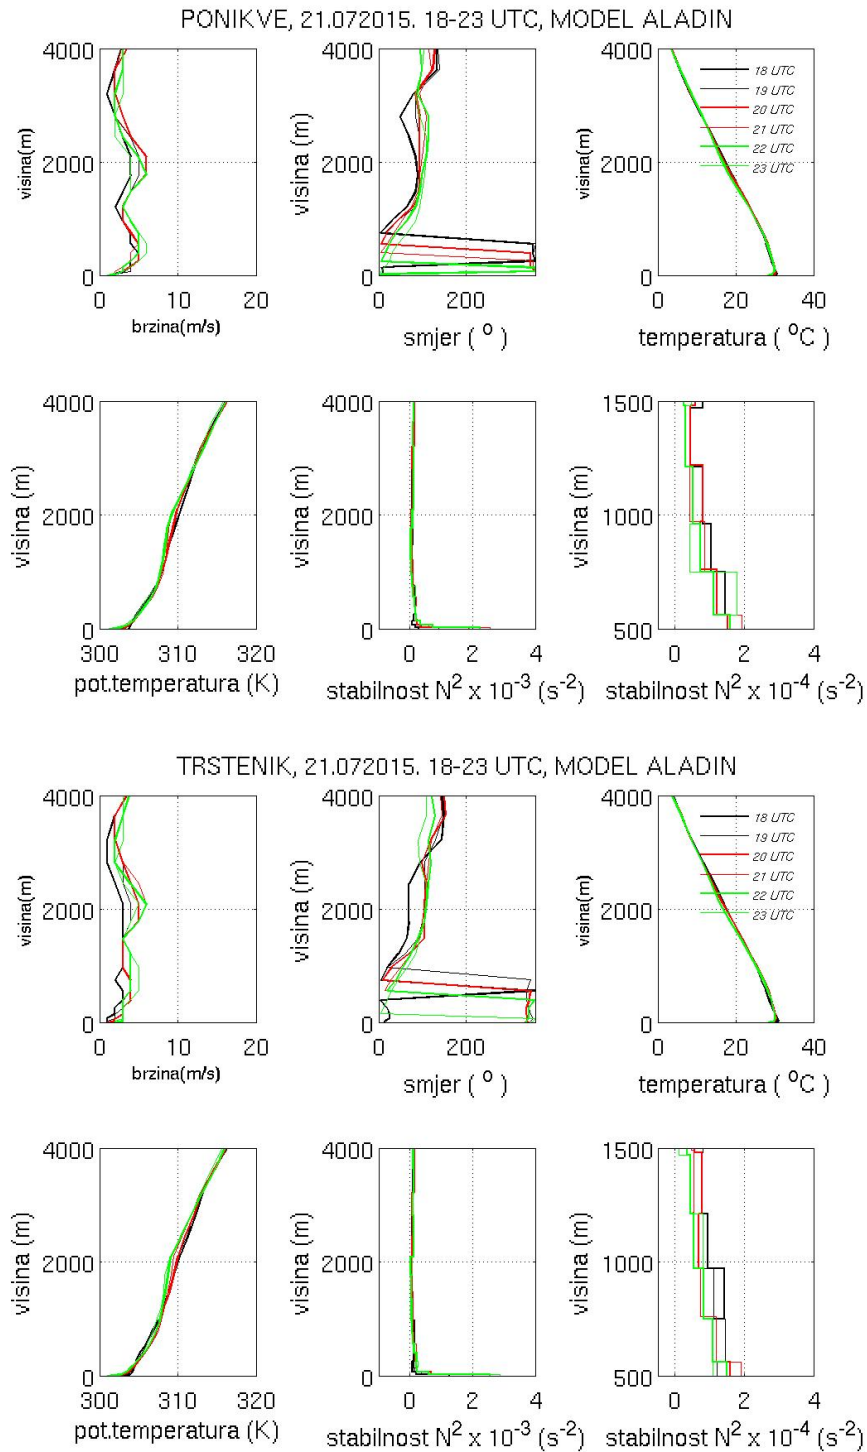 PONIKVE, 21.072015. 18-23 UTC, MODEL ALADIN
4000
2000
0
visina(m)
0 10 20
brzina(m/s)
4000
2000
0
visina (m)
0 200
smjer ( o )
4000
2000
0
visina(m)
18 UTC
19 UTC
20 UTC
21 UTC
22 UTC
23 UTC
0 20 40
temperatura ( oC )
4000
2000
0
visina (m)
300 310 320
pot.temperatura (K)
4000
2000
0
visina (m)
0 2 4
stabilnost N2 x 10-3 (s-2)
1500
1000
500
visina (m)
0 2 4
stabilnost N2 x 10-4 (s-2)
TRSTENIK, 21.072015. 18-23 UTC, MODEL ALADIN
4000
2000
0
visina(m)
0 10 20
brzina(m/s)
4000
2000
0
visina (m)
0 200
smjer ( o )
4000
2000
0
visina(m)
18 UTC
19 UTC
20 UTC
21 UTC
22 UTC
23 UTC
0 20 40
temperatura ( oC )
4000
2000
0
visina (m)
300 310 320
pot.temperatura (K)
4000
2000
0
visina (m)
0 2 4
stabilnost N2 x 10-3 (s-2)
1500
1000
500
visina (m)
0 2 4
stabilnost N2 x 10-4 (s-2)